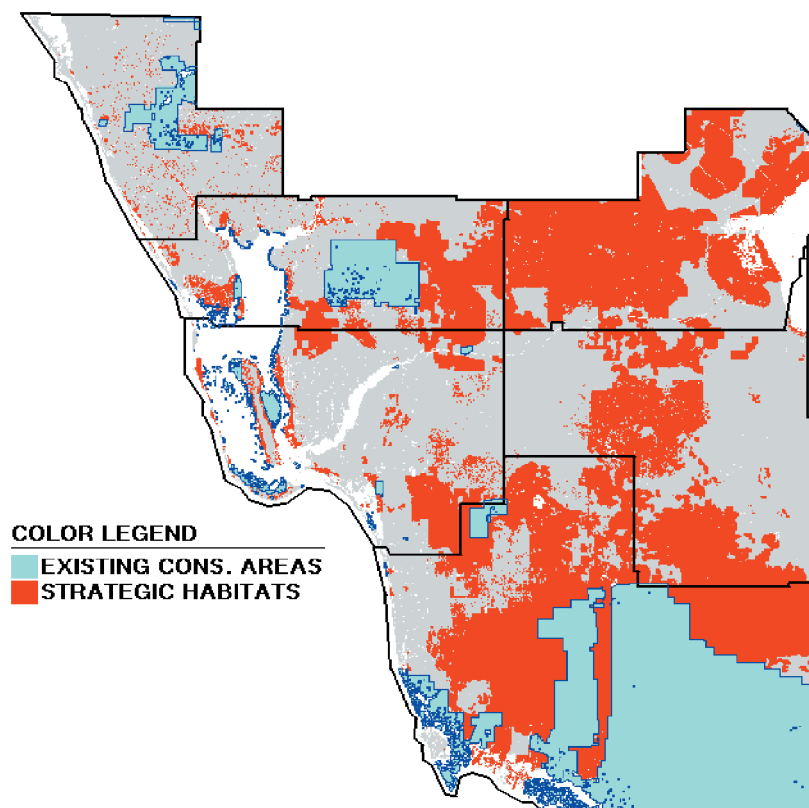 COLOR LEGEND
EXISTING CONS. AREAS
STRATEGIC HABITATS